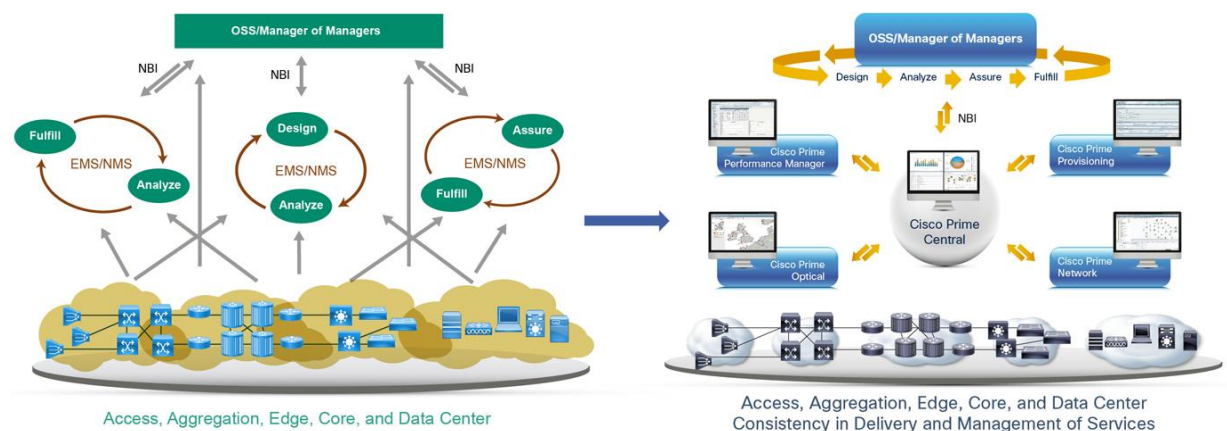 OSS/Manager of Managers
NBI
NBI
NBI
Fulfill
EMS/NMS
Analyze
Design
EMS/NMS
Analyze
Assure
EMS/NMS
Fulfill
Access, Aggregation, Edge, Core, and Data Center
OSS/Manager of Managers
Design
Analyze
Assure
Fulfill
NBI
Cisco Prime
Performance Manager
Cisco Prime
Provisioning
Cisco Prime
Central
Cisco Prime
Optical
Cisco Prime
Network
Access, Aggregation, Edge, Core, and Data Center
Consistency in Delivery and Management of Services